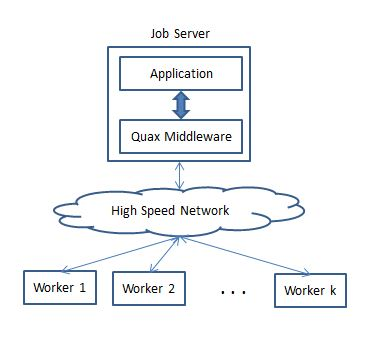 Job Server
Application
Quax Middleware
High Speed Network
Worker 1
Worker 2
...
Worker k